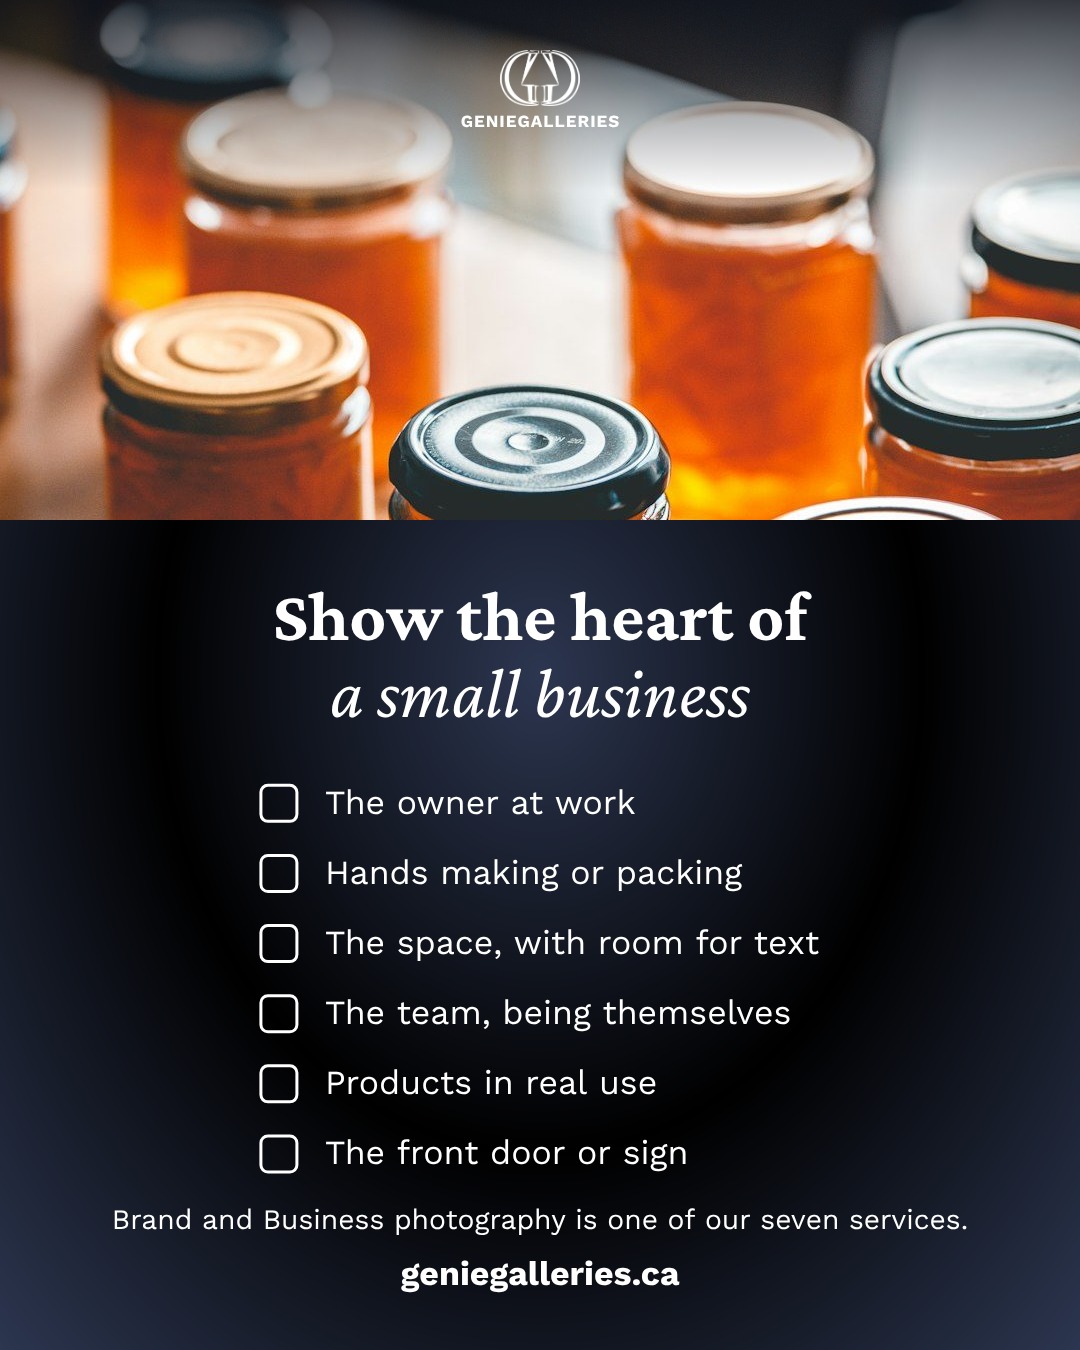 GENIEGALLERIES
Show the heart of
a small business
The owner at work
Hands making or packing
The space, with room for text
The team, being themselves
Products in real use
The front door or sign
Brand and Business photography is one of our seven services.
geniegalleries.ca